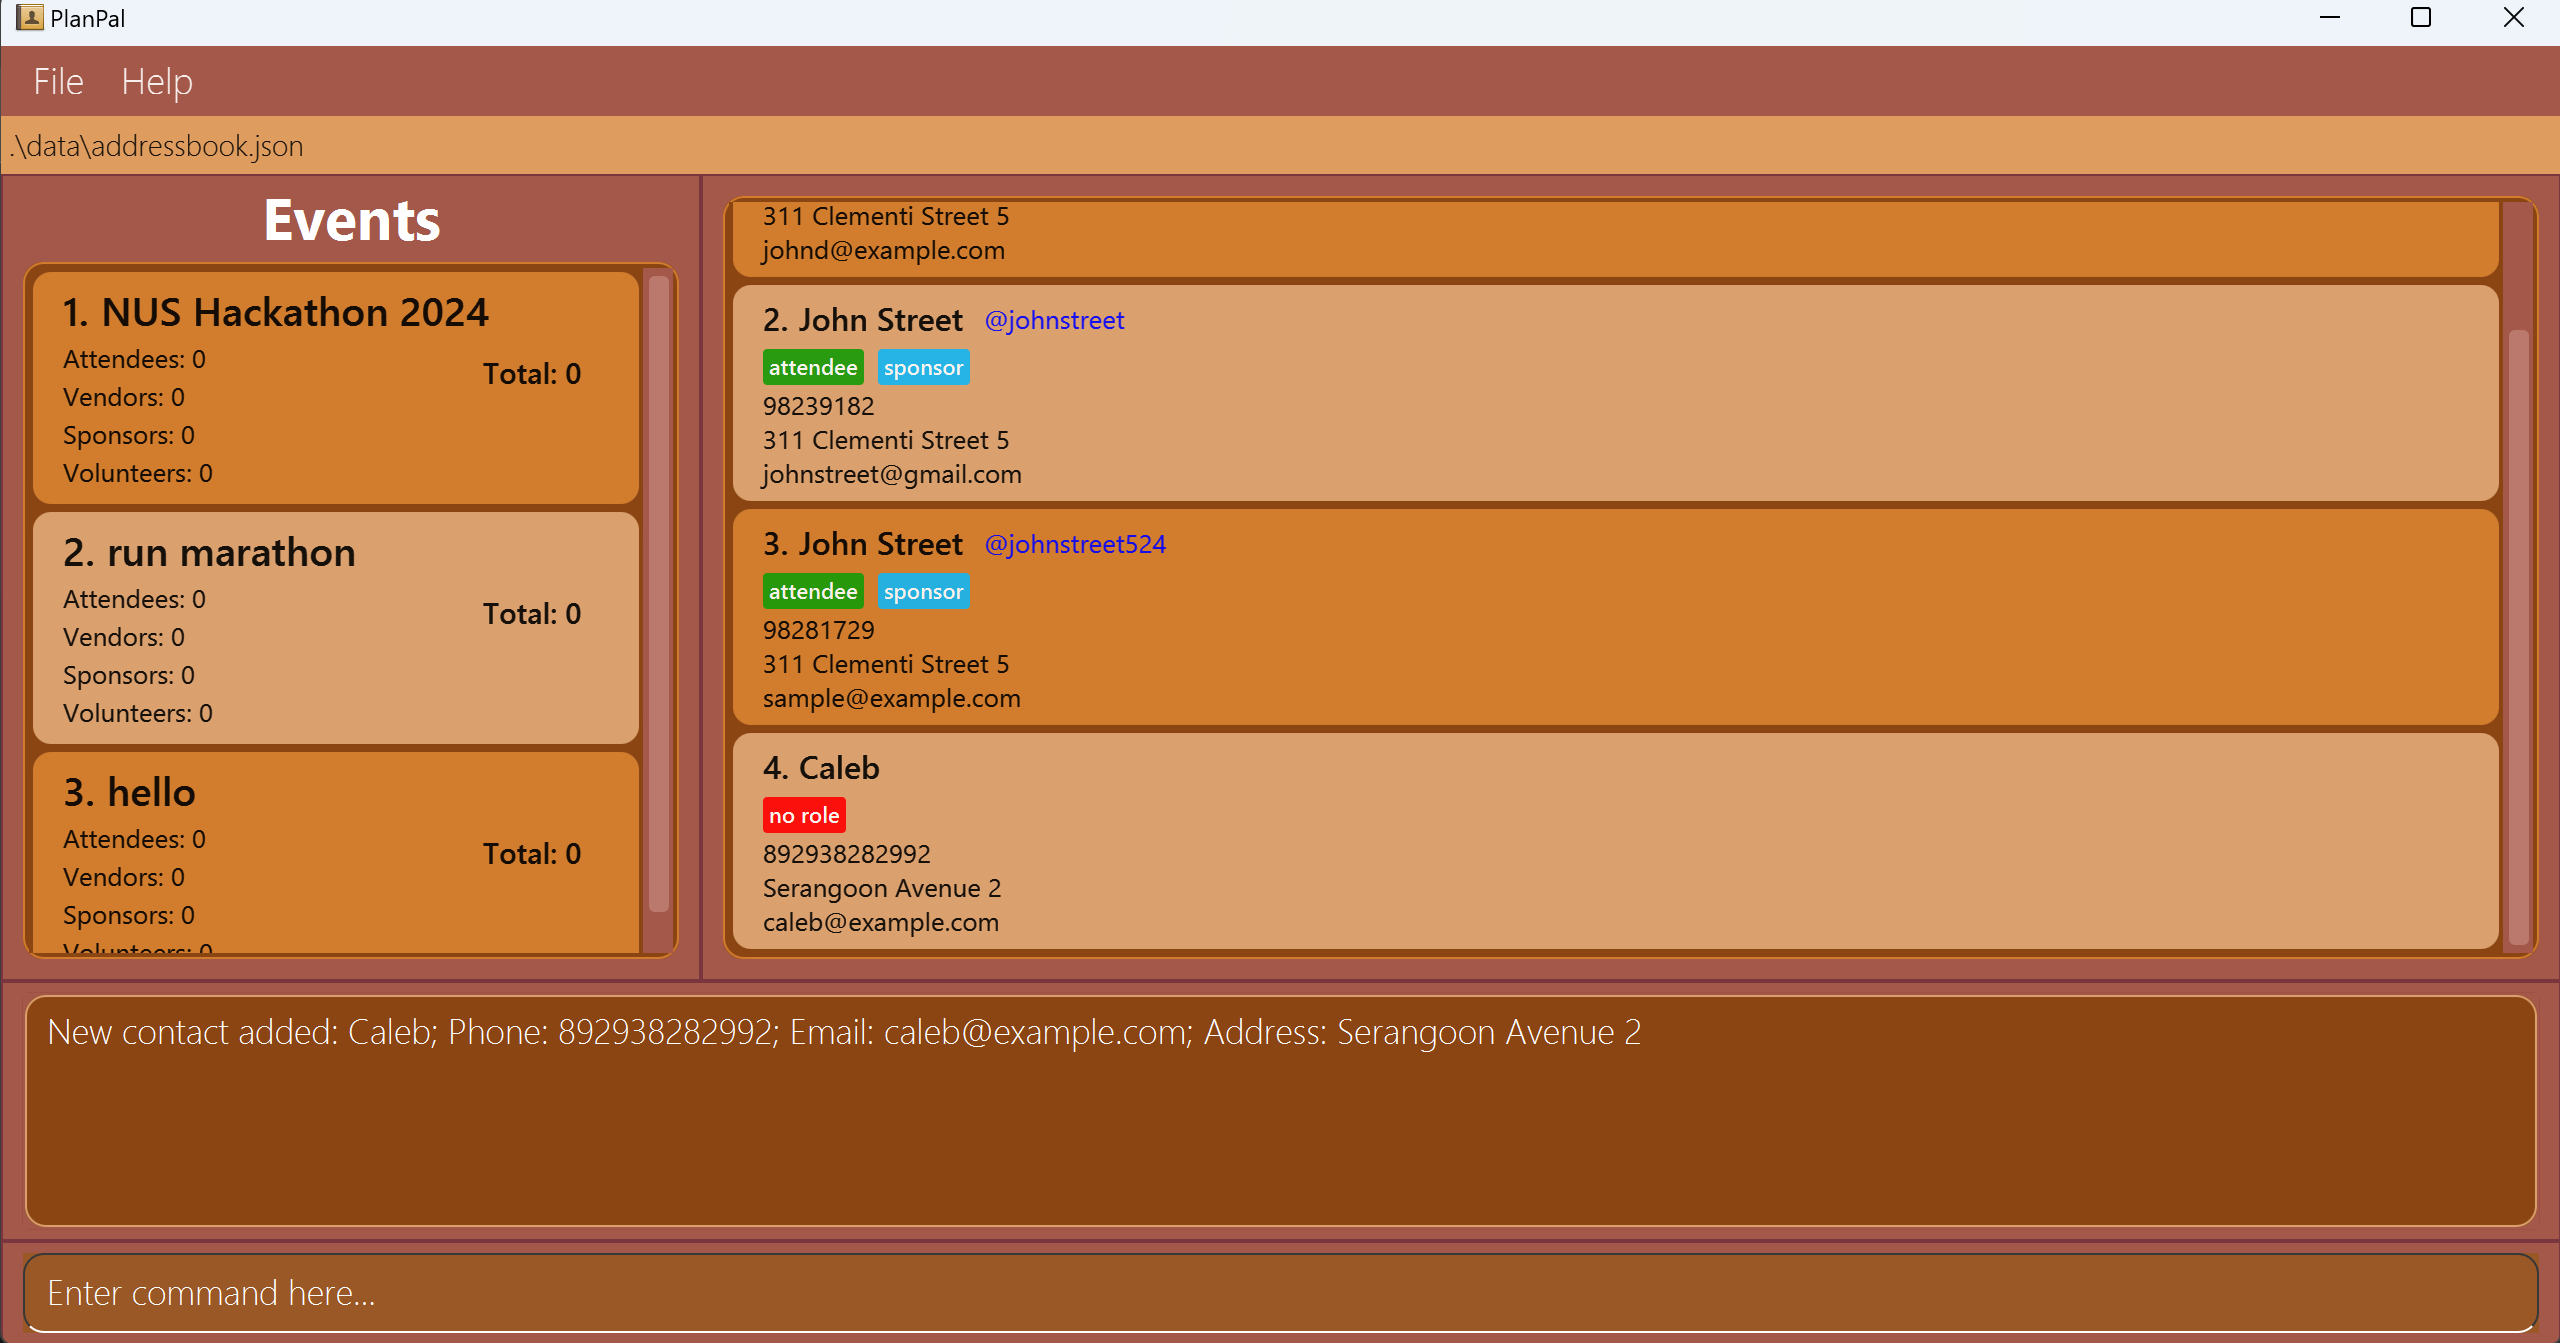 PlanPal
File Help
.\data\addressbook.json
Events
1. NUS Hackathon 2024
Attendees: 0
Total: 0
Vendors: 0
Sponsors: 0
Volunteers: 0
2. run marathon
Attendees: 0
Total: 0
Vendors: 0
Sponsors: 0
Volunteers: 0
3. hello
Attendees: 0
Total: 0
Vendors: 0
Sponsors: 0
Volunteers: 0
311 Clementi Street 5
johnd@example.com
2. John Street @johnstreet
attendee sponsor
98239182
311 Clementi Street 5
johnstreet@gmail.com
3. John Street @johnstreet524
attendee sponsor
98281729
311 Clementi Street 5
sample@example.com
4. Caleb
no role
892938282992
Serangoon Avenue 2
caleb@example.com
New contact added: Caleb; Phone: 892938282992; Email: caleb@example.com; Address: Serangoon Avenue 2
Enter command here...